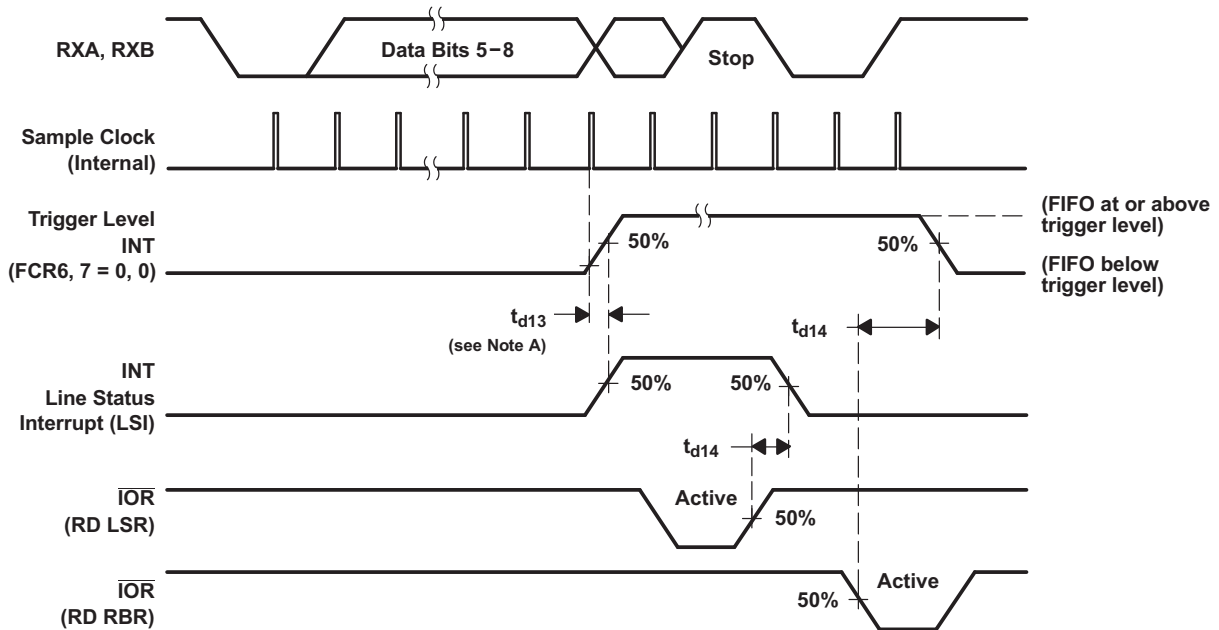 RXA, RXB
Data Bits 5−8
Stop
Sample Clock
(Internal)
Trigger Level
INT
(FCR6, 7 = 0, 0)
50%
50%
(FIFO at or above
trigger level)
(FIFO below
trigger level)
td13
(see Note A)
td14
INT
Line Status
Interrupt (LSI)
50%
50%
td14
IOR
(RD LSR)
Active
50%
IOR
(RD RBR)
50%
Active